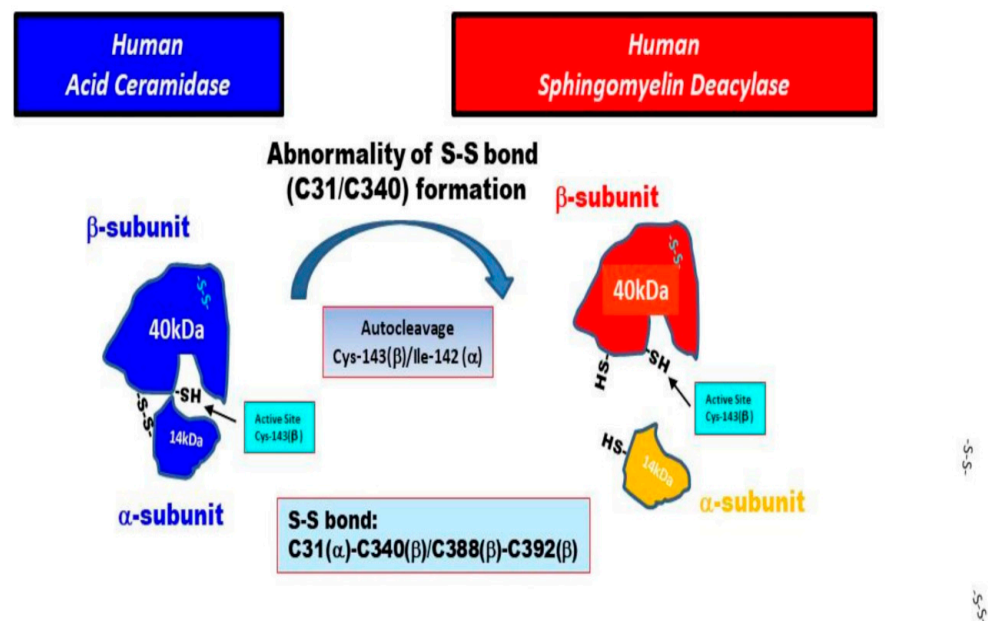 Human
Acid Ceramidase
Human
Sphingomyelin Deacylase
Abnormality of S-S bond
(C31/C340) formation
β-subunit
β-subunit
-S-S-
-S-S-
40kDa
40kDa
Autocleavage
Cys-143(β)/Ile-142 (α)
-SH
-SH
HS-
-S-S-
14kDa
Active Site
Cys-143(β)
Active Site
Cys-143(β)
HS-
14kDa
-S-S-
α-subunit
α-subunit
S-S bond:
C31(α)-C340(β)/C388(β)-C392(β)
-S-S-